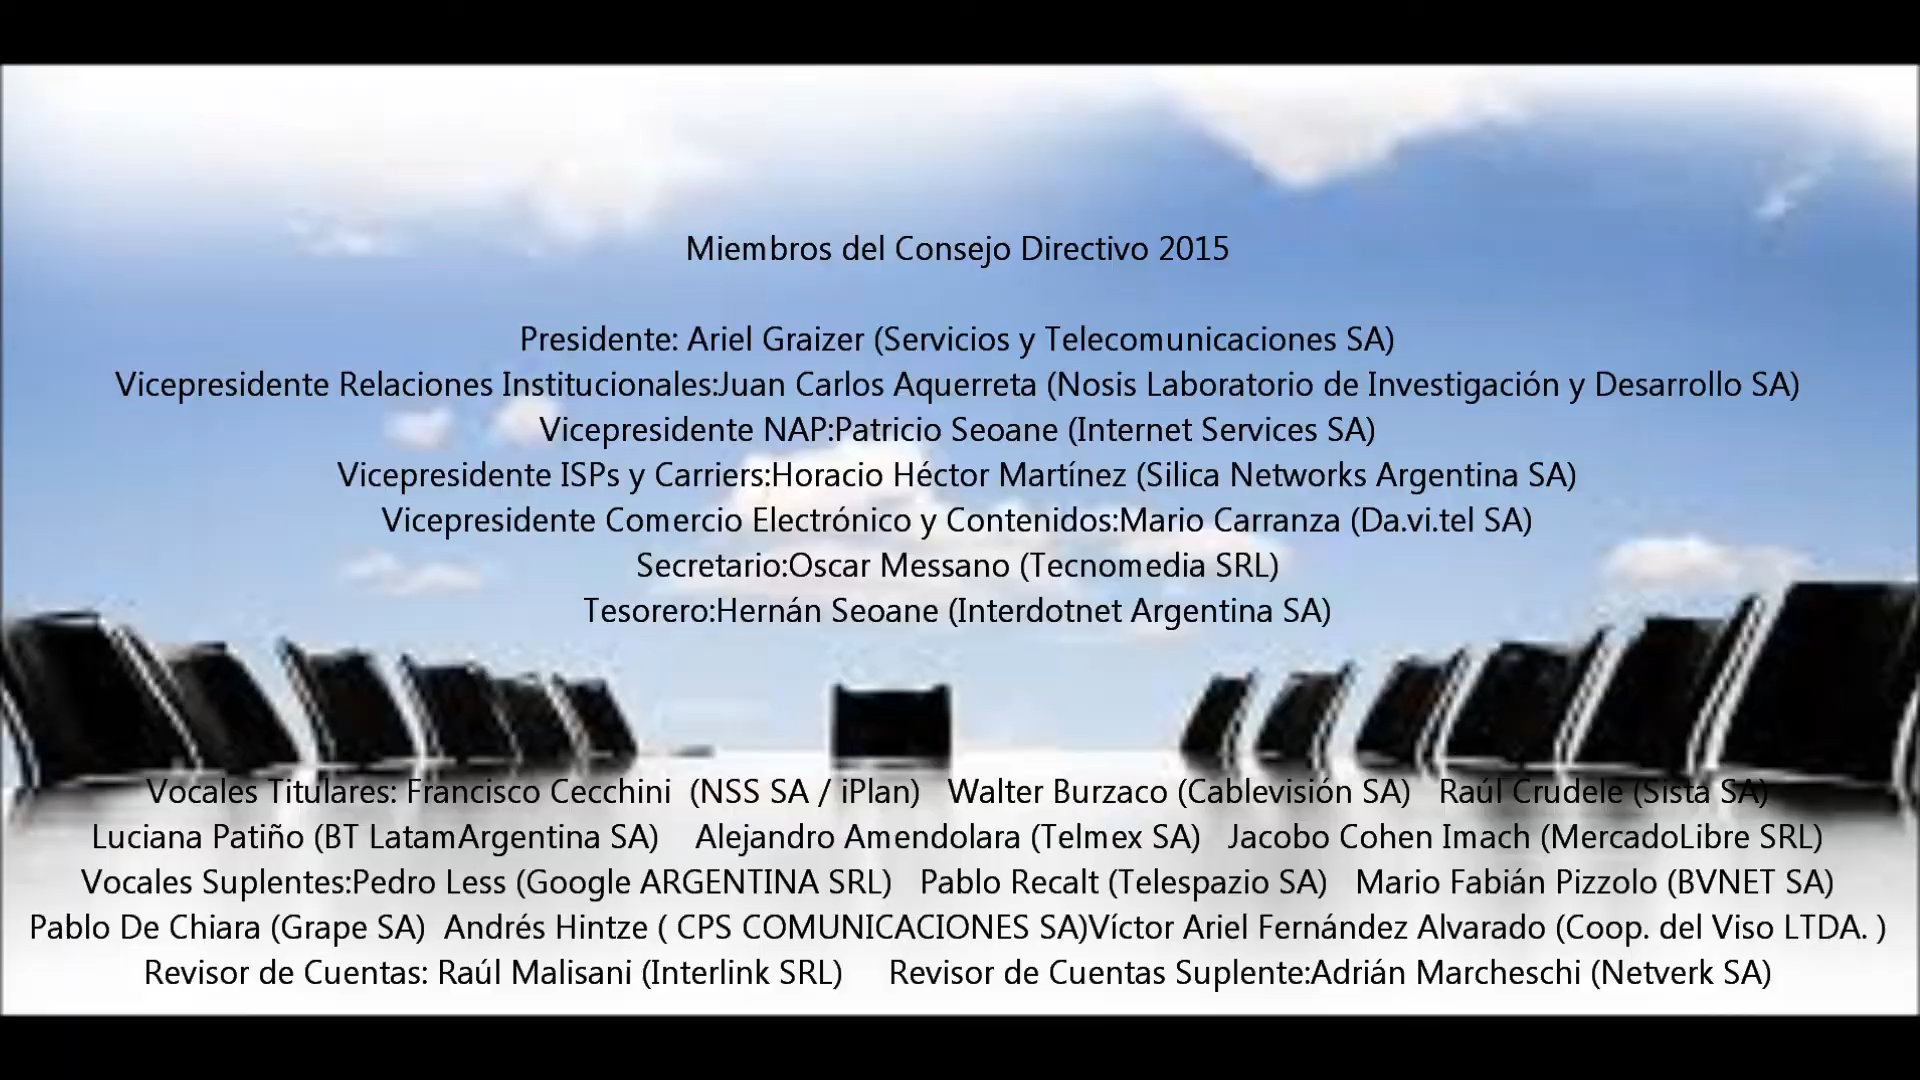 Miembros del Consejo Directivo 2015
Presidente: Ariel Graizer (Servicios y Telecomunicaciones SA)
Vicepresidente Relaciones Institucionales:Juan Carlos Aquerreta (Nosis Laboratorio de Investigación y Desarrollo SA)
Vicepresidente NAP:Patricio Seoane (Internet Services SA)
Vicepresidente ISPs y Carriers:Horacio Héctor Martínez (Silica Networks Argentina SA)
Vicepresidente Comercio Electrónico y Contenidos:Mario Carranza (Da.vi.tel SA)
Secretario:Oscar Messano (Tecnomedia SRL)
Tesorero:Hernán Seoane (Interdotnet Argentina SA)
Vocales Titulares: Francisco Cecchini  (NSS SA / iPlan)   Walter Burzaco (Cablevisión SA)   Raúl Crudele (Sista SA)
Luciana Patiño (BT LatamArgentina SA)    Alejandro Amendolara (Telmex SA)   Jacobo Cohen Imach (MercadoLibre SRL)
Vocales Suplentes:Pedro Less (Google ARGENTINA SRL)   Pablo Recalt (Telespazio SA)   Mario Fabián Pizzolo (BVNET SA)
Pablo De Chiara (Grape SA)  Andrés Hintze ( CPS COMUNICACIONES SA)Víctor Ariel Fernández Alvarado (Coop. del Viso LTDA. )
Revisor de Cuentas: Raúl Malisani (Interlink SRL)     Revisor de Cuentas Suplente:Adrián Marcheschi (Netverk SA)